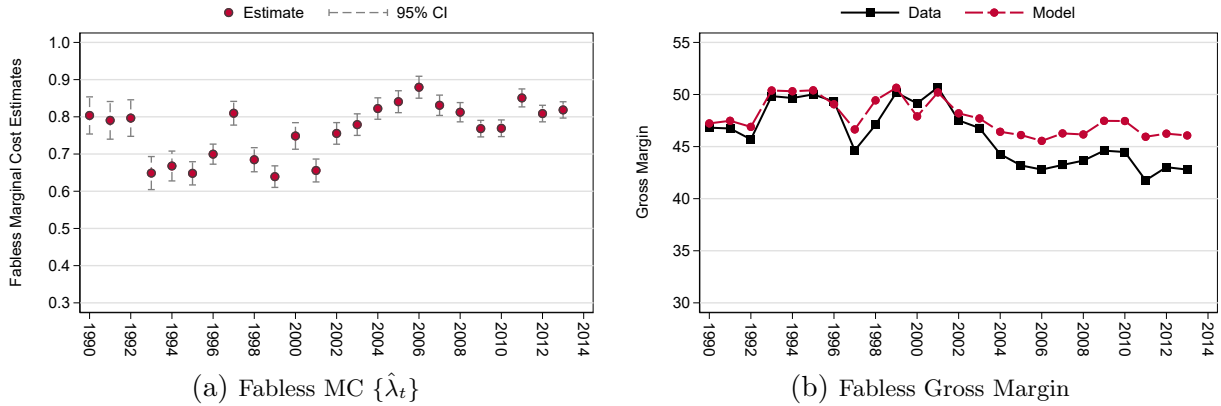 Estimate 95% CI
Fabless Marginal Cost Estimates
1.0
0.9
0.8
0.7
0.6
0.5
0.4
0.3
1990 1992 1994 1996 1998 2000 2002 2004 2006 2008 2010 2012 2014
(a) Fabless MC {λ̂ₜ}
Data Model
Gross Margin
55
50
45
40
35
30
1990 1992 1994 1996 1998 2000 2002 2004 2006 2008 2010 2012 2014
(b) Fabless Gross Margin